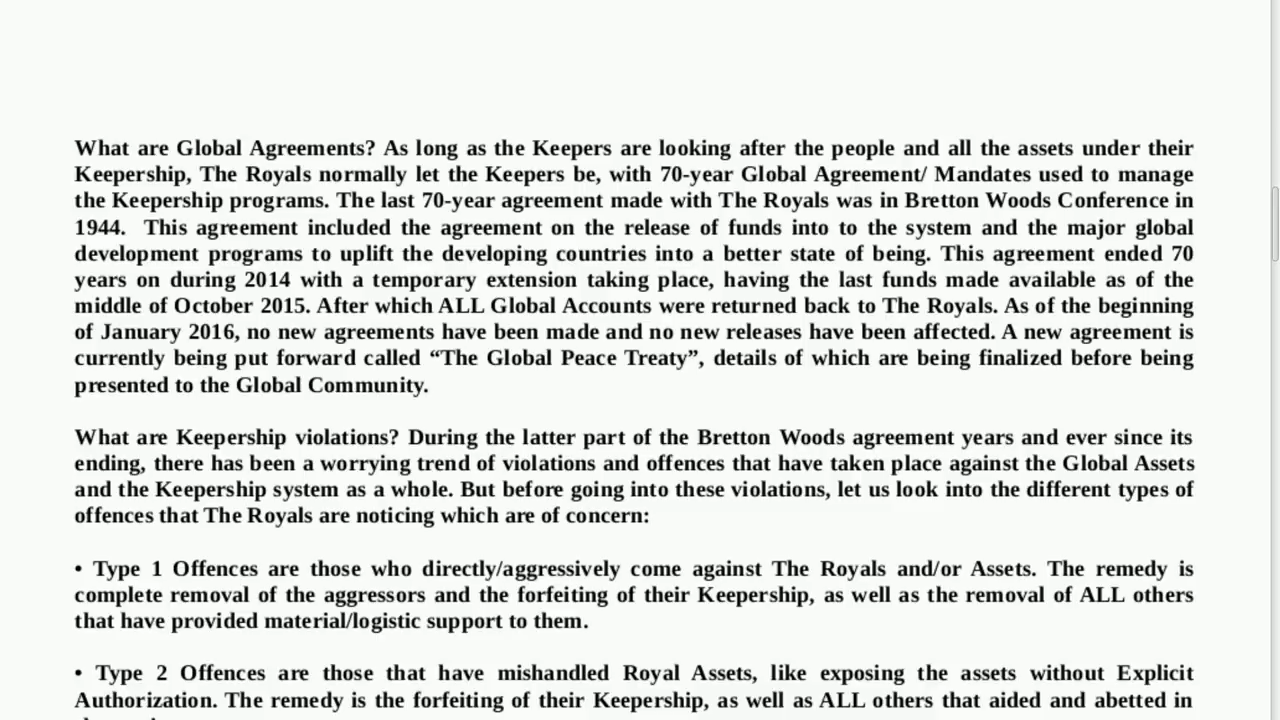 What are Global Agreements? As long as the Keepers are looking after the people and all the assets under their
Keepership, The Royals normally let the Keepers be, with 70-year Global Agreement/ Mandates used to manage
the Keepership programs. The last 70-year agreement made with The Royals was in Bretton Woods Conference in
1944. This agreement included the agreement on the release of funds into to the system and the major global
development programs to uplift the developing countries into a better state of being. This agreement ended 70
years on during 2014 with a temporary extension taking place, having the last funds made available as of the
middle of October 2015. After which ALL Global Accounts were returned back to The Royals. As of the beginning
of January 2016, no new agreements have been made and no new releases have been affected. A new agreement is
currently being put forward called “The Global Peace Treaty”, details of which are being finalized before being
presented to the Global Community.
What are Keepership violations? During the latter part of the Bretton Woods agreement years and ever since its
ending, there has been a worrying trend of violations and offences that have taken place against the Global Assets
and the Keepership system as a whole. But before going into these violations, let us look into the different types of
offences that The Royals are noticing which are of concern:
• Type 1 Offences are those who directly/aggressively come against The Royals and/or Assets. The remedy is
complete removal of the aggressors and the forfeiting of their Keepership, as well as the removal of ALL others
that have provided material/logistic support to them.
• Type 2 Offences are those that have mishandled Royal Assets, like exposing the assets without Explicit
Authorization. The remedy is the forfeiting of their Keepership, as well as ALL others that aided and abetted in